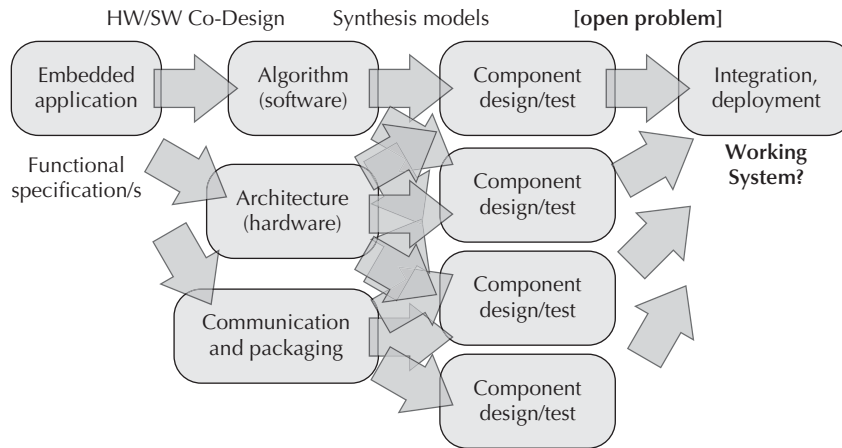 HW/SW Co-Design
Synthesis models
[open problem]
Embedded
application
Algorithm
(software)
Component
design/test
Integration,
deployment
Functional
specification/s
Architecture
(hardware)
Component
design/test
Working
System?
Communication
and packaging
Component
design/test
Component
design/test